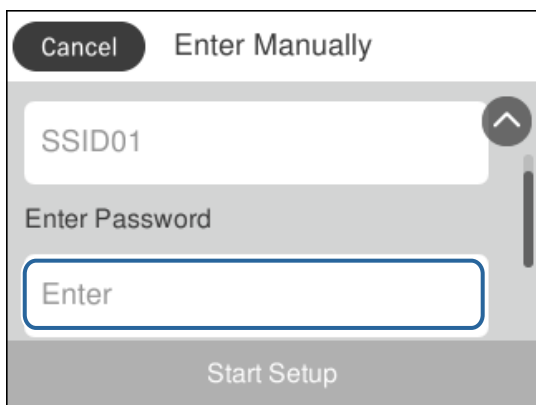 Cancel Enter Manually
SSID01
Enter Password
Enter
Start Setup